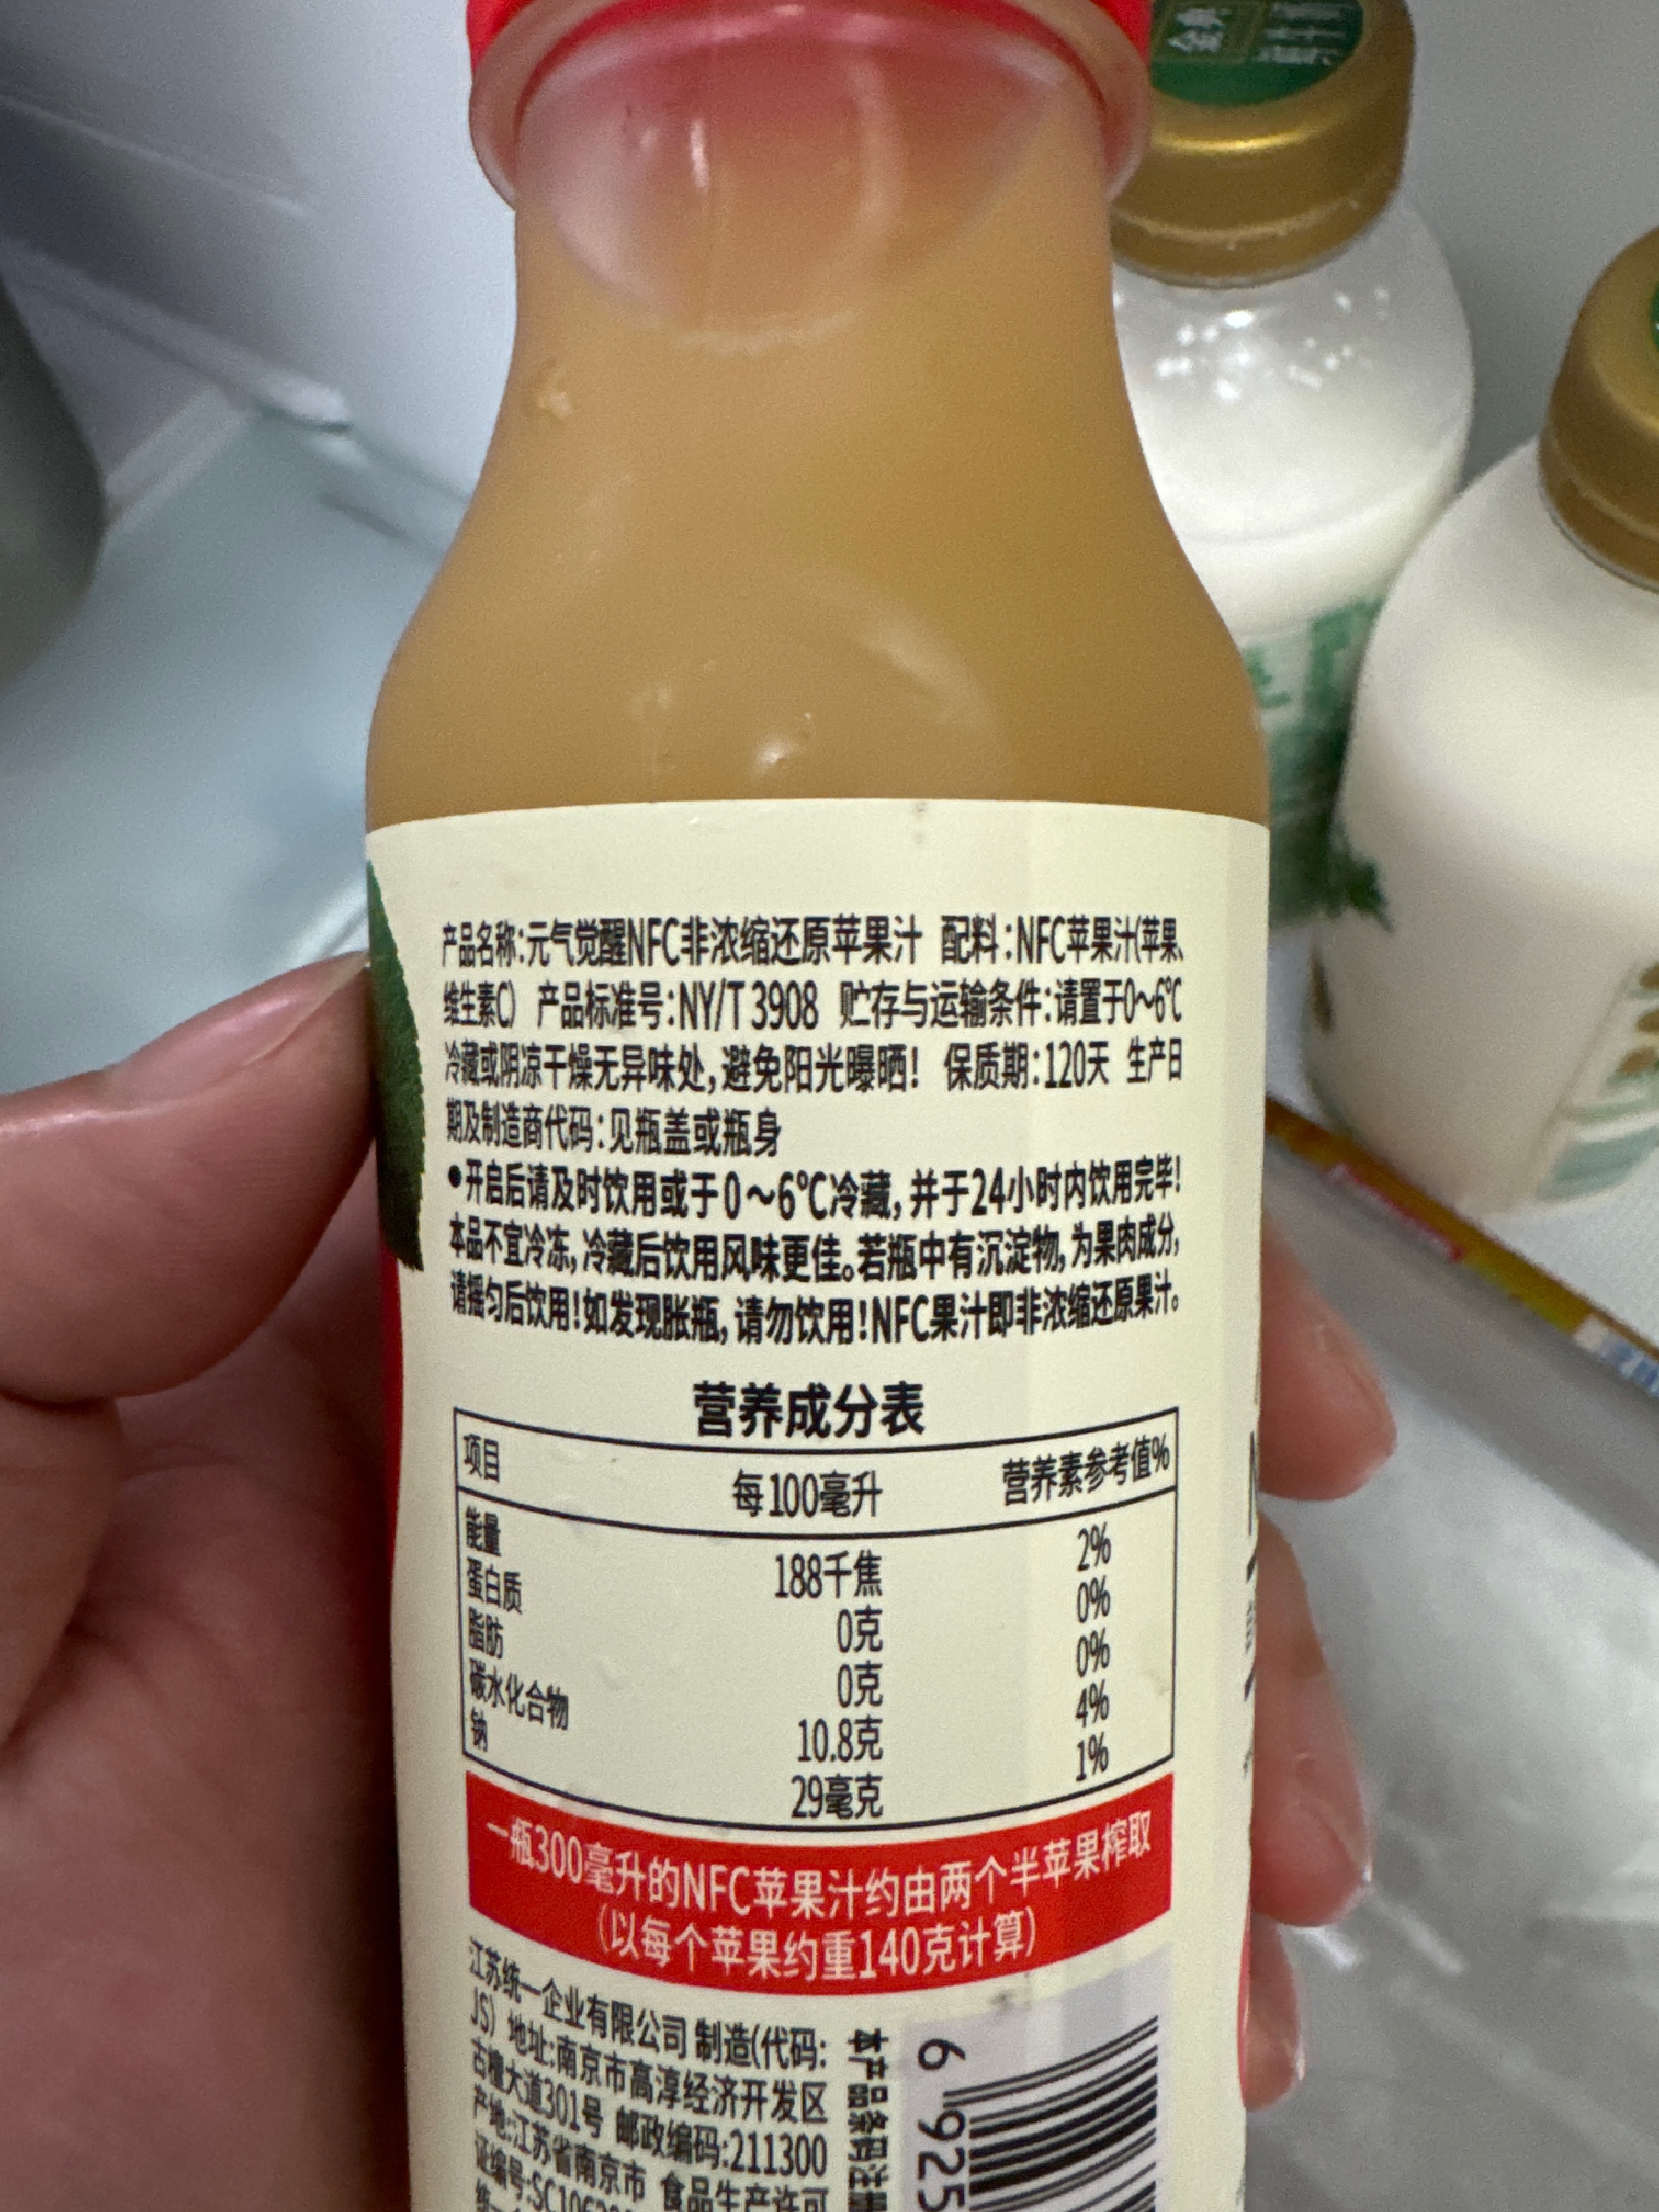 产品名称:元气觉醒NFC非浓缩还原苹果汁 配料:NFC苹果汁(苹果、
维生素C) 产品标准号:NY/T 3908 贮存与运输条件:请置于0~6℃
冷藏或阴凉干燥无异味处,避免阳光曝晒! 保质期:120天 生产日
期及制造商代码:见瓶盖或瓶身
•开启后请及时饮用或于0~6℃冷藏,并于24小时内饮用完毕!
本品不宜冷冻,冷藏后饮用风味更佳。若瓶中有沉淀物,为果肉成分,
请摇匀后饮用!如发现胀瓶,请勿饮用!NFC果汁即非浓缩还原果汁。
营养成分表
项目 每100毫升 营养素参考值%
能量 188千焦 2%
蛋白质 0克 0%
脂肪 0克 0%
碳水化合物 10.8克 4%
钠 29毫克 1%
一瓶300毫升的NFC苹果汁约由两个半苹果榨取
(以每个苹果约重140克计算)
江苏统一企业有限公司 制造(代码:
JS) 地址:南京市高淳经济开发区
古檀大道301号 邮政编码:211300
产地:江苏省南京市 食品生产许可
证编号:SC106
本产品条码注
6 925